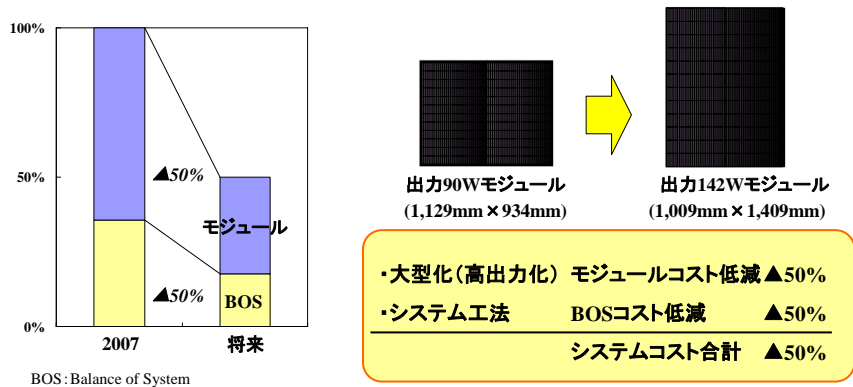 100%
50%
0%
▲50%
▲50%
モジュール
BOS
2007
将来
BOS:Balance of System
出力90Wモジュール
(1,129mm×934mm)
出力142Wモジュール
(1,009mm×1,409mm)
・大型化(高出力化) モジュールコスト低減 ▲50%
・システム工法 BOSコスト低減 ▲50%
システムコスト合計 ▲50%